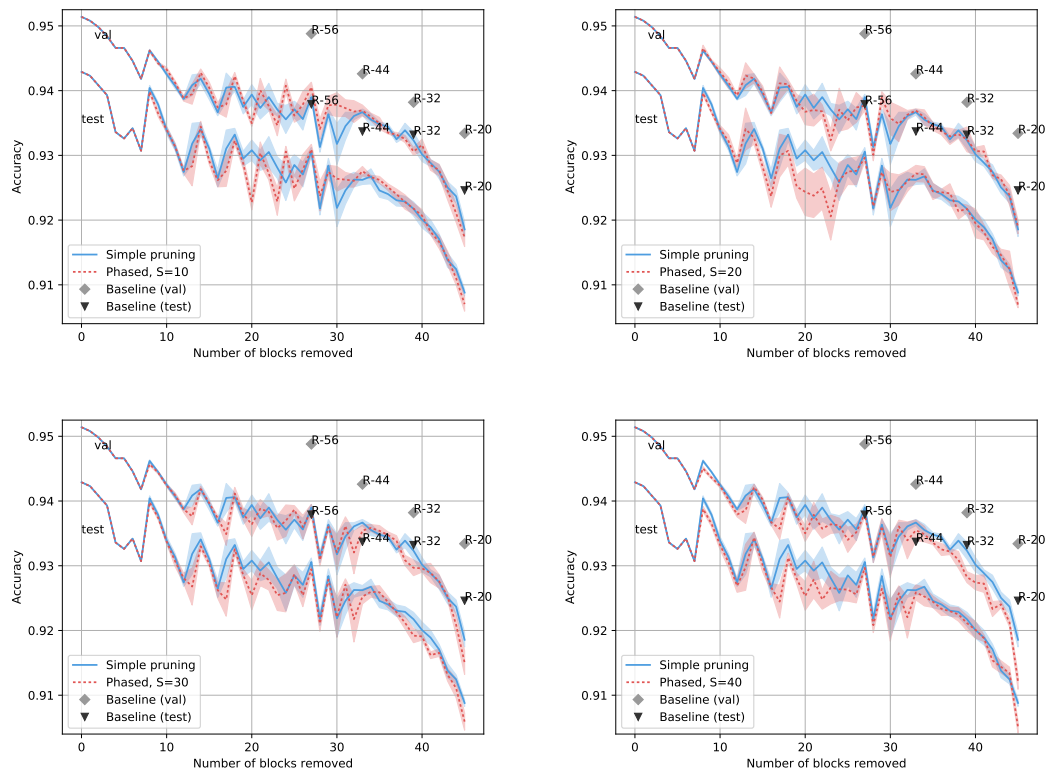 0.95
0.94
0.93
0.92
0.91
Accuracy
val
test
R-56
R-44
R-32
R-20
R-56
R-44
R-32
R-20
Simple pruning
Phased, S=10
Baseline (val)
Baseline (test)
0 10 20 30 40
Number of blocks removed
0.95
0.94
0.93
0.92
0.91
Accuracy
val
test
R-56
R-44
R-32
R-20
R-56
R-44
R-32
R-20
Simple pruning
Phased, S=20
Baseline (val)
Baseline (test)
0 10 20 30 40
Number of blocks removed
0.95
0.94
0.93
0.92
0.91
Accuracy
val
test
R-56
R-44
R-32
R-20
R-56
R-44
R-32
R-20
Simple pruning
Phased, S=30
Baseline (val)
Baseline (test)
0 10 20 30 40
Number of blocks removed
0.95
0.94
0.93
0.92
0.91
Accuracy
val
test
R-56
R-44
R-32
R-20
R-56
R-44
R-32
R-20
Simple pruning
Phased, S=40
Baseline (val)
Baseline (test)
0 10 20 30 40
Number of blocks removed